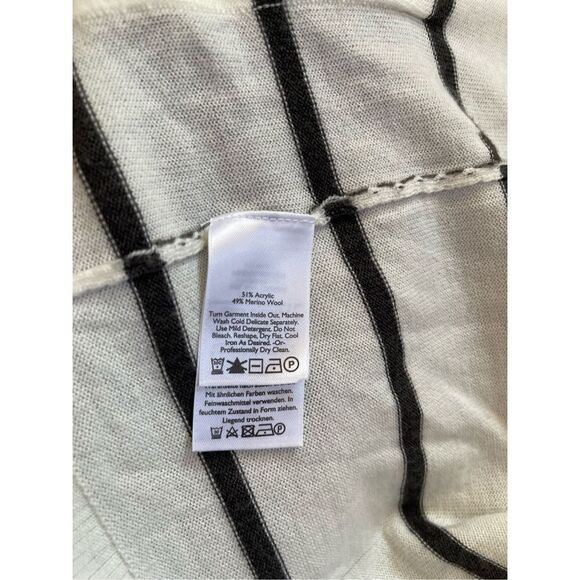 51% Acrylic
49% Merino Wool
Turn Garment Inside Out, Machine
Wash Cold Delicate Separately.
Use Mild Detergent. Do Not
Bleach. Reshape, Dry Flat, Cool
Iron As Desired. -Or-
Professionally Dry Clean.
P
Mit ähnlichen Farben waschen.
Feinwaschmittel verwenden. In
feuchtem Zustand in Form ziehen.
Liegend trocknen.
P